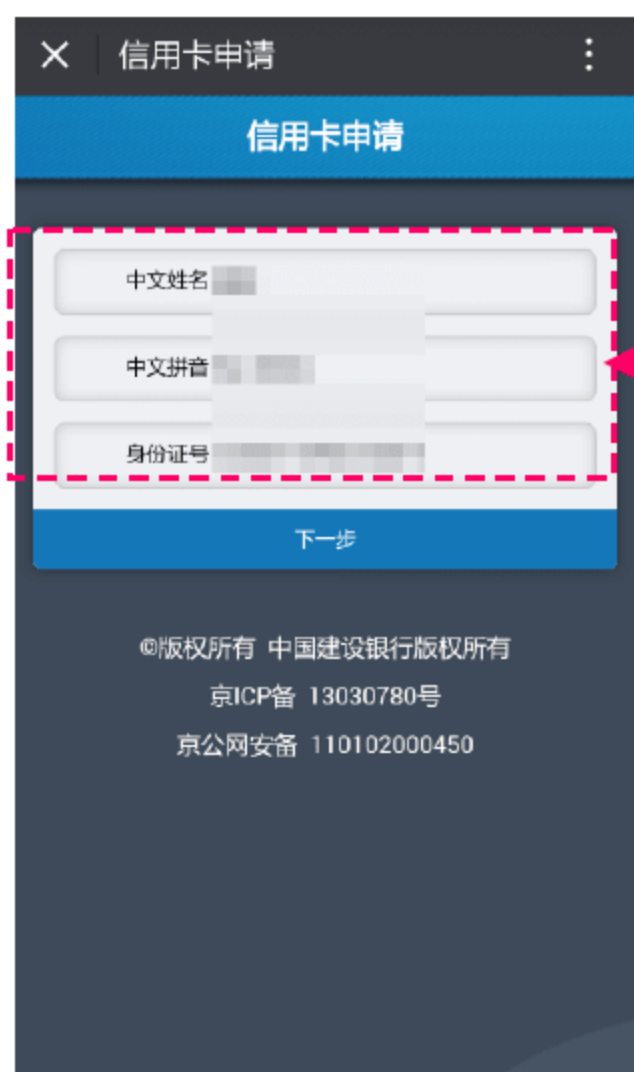 信用卡申请
信用卡申请
中文姓名
中文拼音
身份证号
下一步
©版权所有 中国建设银行版权所有
京ICP备 13030780号
京公网安备 110102000450